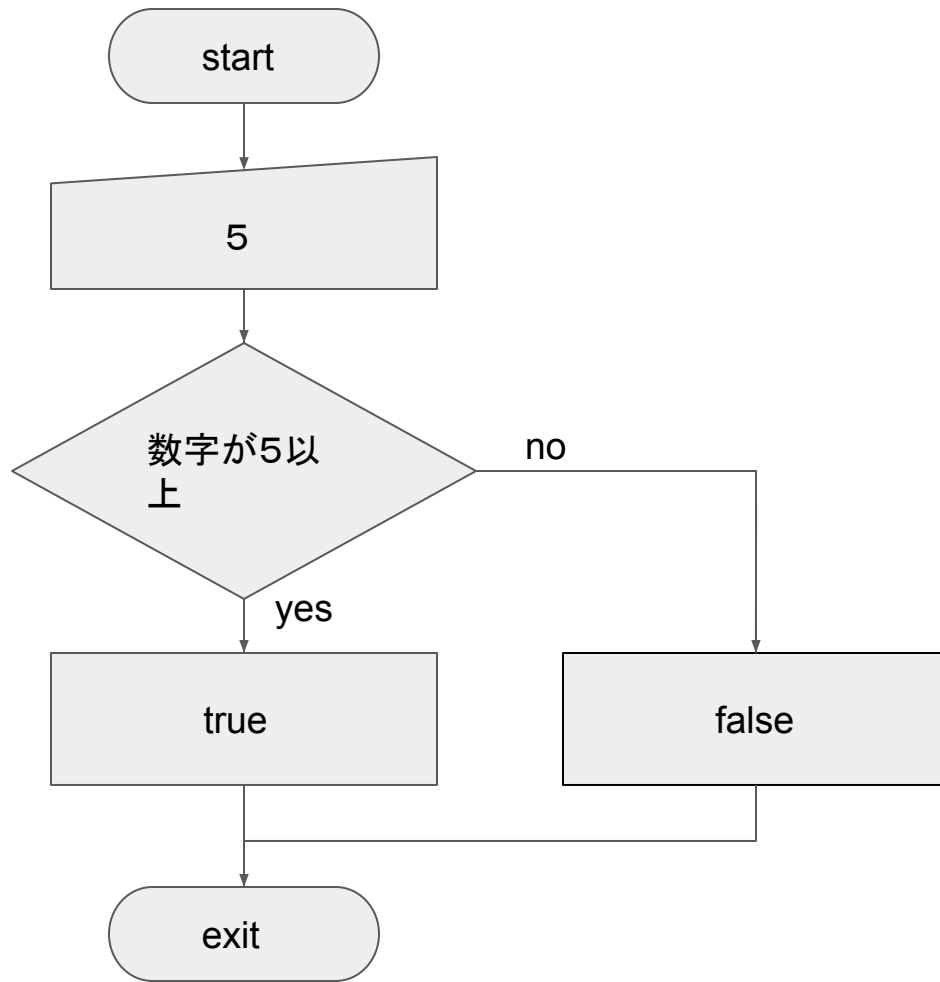 start
５
数字が５以
上
no
yes
true
false
exit